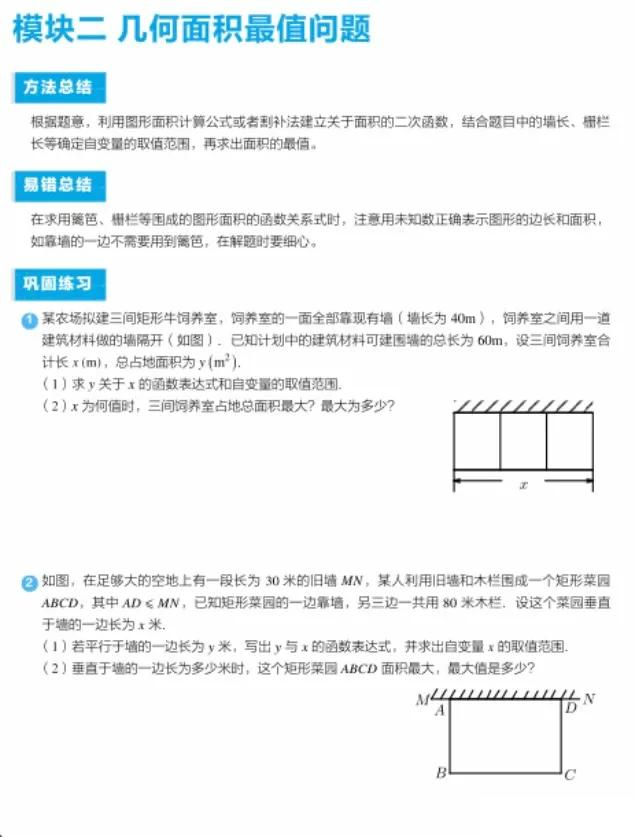 模块二 几何面积最值问题
方法总结
根据题意，利用图形面积计算公式或者割补法建立关于面积的二次函数，结合题目中的墙长、栅栏
长等确定自变量的取值范围，再求出面积的最值。
易错总结
在求用篱笆、栅栏等围成的图形面积的函数关系式时，注意用未知数正确表示图形的边长和面积，
如靠墙的一边不需要用到篱笆，在解题时要细心。
巩固练习
1 某农场拟建三间矩形牛饲养室，饲养室的一面全部靠现有墙（墙长为 40m），饲养室之间用一道
建筑材料做的墙隔开（如图）．已知计划中的建筑材料可建围墙的总长为 60m，设三间饲养室合
计长 x (m)，总占地面积为 y (m²)．
（1）求 y 关于 x 的函数表达式和自变量的取值范围．
（2）x 为何值时，三间饲养室占地总面积最大？最大为多少？
x
2 如图，在足够大的空地上有一段长为 30 米的旧墙 MN，某人利用旧墙和木栏围成一个矩形菜园
ABCD，其中 AD ⩽ MN，已知矩形菜园的一边靠墙，另三边一共用 80 米木栏．设这个菜园垂直
于墙的一边长为 x 米．
（1）若平行于墙的一边长为 y 米，写出 y 与 x 的函数表达式，并求出自变量 x 的取值范围．
（2）垂直于墙的一边长为多少米时，这个矩形菜园 ABCD 面积最大，最大值是多少？
M N
A D
B C